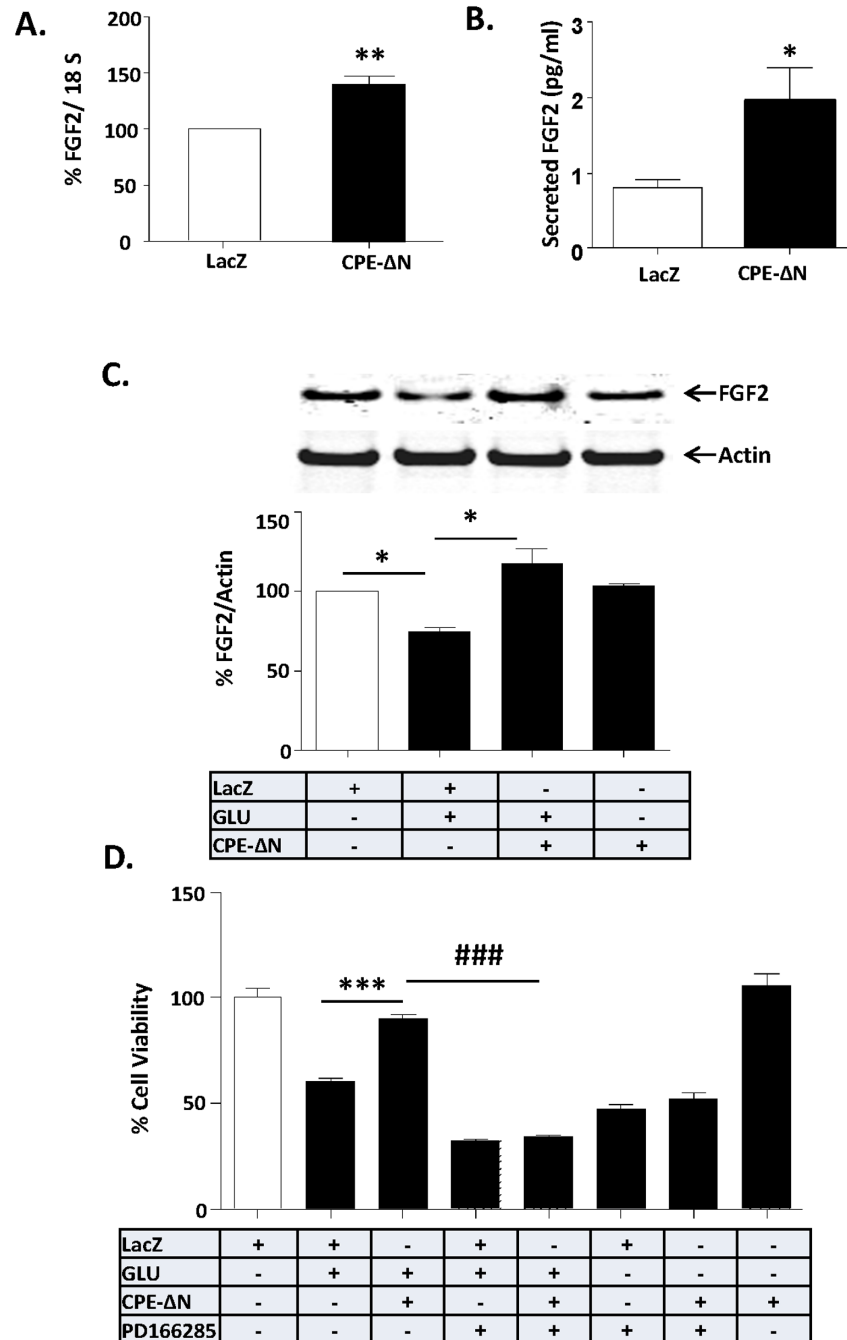 A.
% FGF2/ 18 S
200
150
100
50
0
**
LacZ CPE-ΔN
B.
Secreted FGF2 (pg/ml)
3
2
1
0
*
LacZ CPE-ΔN
C.
←FGF2
←Actin
% FGF2/Actin
150
100
50
0
* *
LacZ + + - -
GLU - + + -
CPE-ΔN - - + +
D.
% Cell Viability
150
100
50
0
*** ###
LacZ + + - + - + - -
GLU - + + + + - - -
CPE-ΔN - - + - + - + +
PD166285 - - - + + + + -